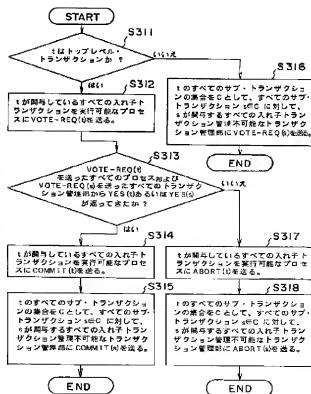 START
S311
tはトップレベル・
トランザクションか？
いいえ
はい
S312
tが関与しているすべての入れ子ト
ランザクションを実行可能なプロセ
スにVOTE-REQ(t)を送る。
S316
tのすべてのサブ・トランザクショ
ンの集合をCとして、すべてのサブ
・トランザクション s∈C に対して、
sが関与するすべての入れ子トラン
ザクション管理不可能なトランザク
ション管理部にVOTE-REQ(s)を送る。
END
S313
VOTE-REQ(t)
を送ったすべてのプロセスおよび
VOTE-REQ(s)を送ったすべてのトランザク
ション管理部からYES(t)あるいはYES(s)
が返ってきたか？
いいえ
はい
S314
tが関与しているすべての入れ子ト
ランザクションを実行可能なプロセ
スにCOMMIT(t)を送る。
S317
tが関与しているすべての入れ子ト
ランザクションを実行可能なプロセ
スにABORT(t)を送る。
S315
tのすべてのサブ・トランザクショ
ンの集合をCとして、すべてのサブ・
トランザクション s∈C に対して、
sが関与するすべての入れ子トラン
ザクション管理不可能なトランザク
ション管理部にCOMMIT(s)を送る。
S318
tのすべてのサブ・トランザクショ
ンの集合をCとして、すべてのサブ・
トランザクション s∈C に対して、
sが関与するすべての入れ子トラン
ザクション管理不可能なトランザク
ション管理部にABORT(s)を送る。
END
END